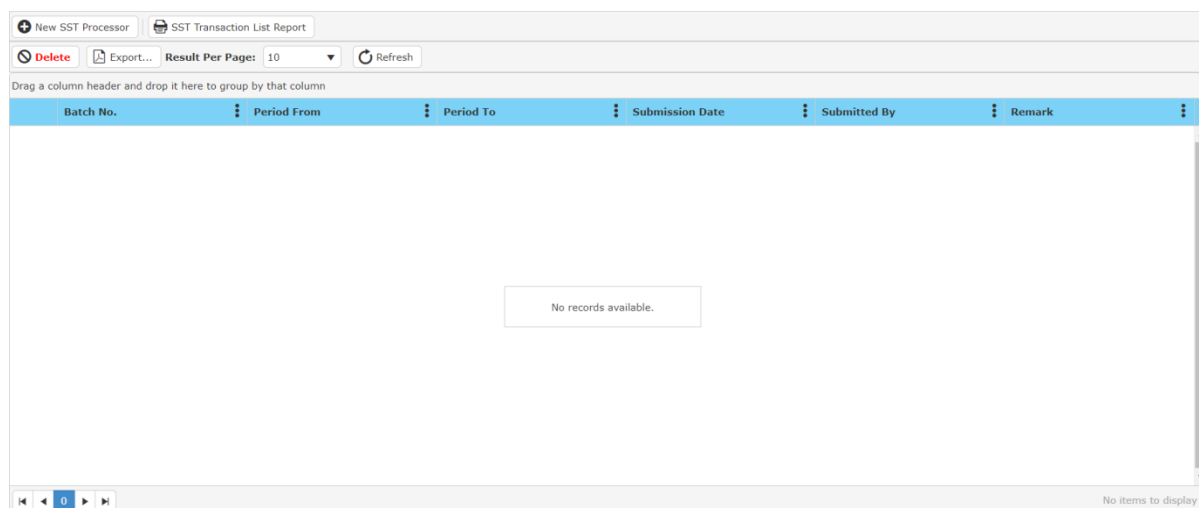 New SST Processor SST Transaction List Report
Delete Export... Result Per Page: 10 Refresh
Drag a column header and drop it here to group by that column
Batch No. Period From Period To Submission Date Submitted By Remark
No records available.
0 No items to display